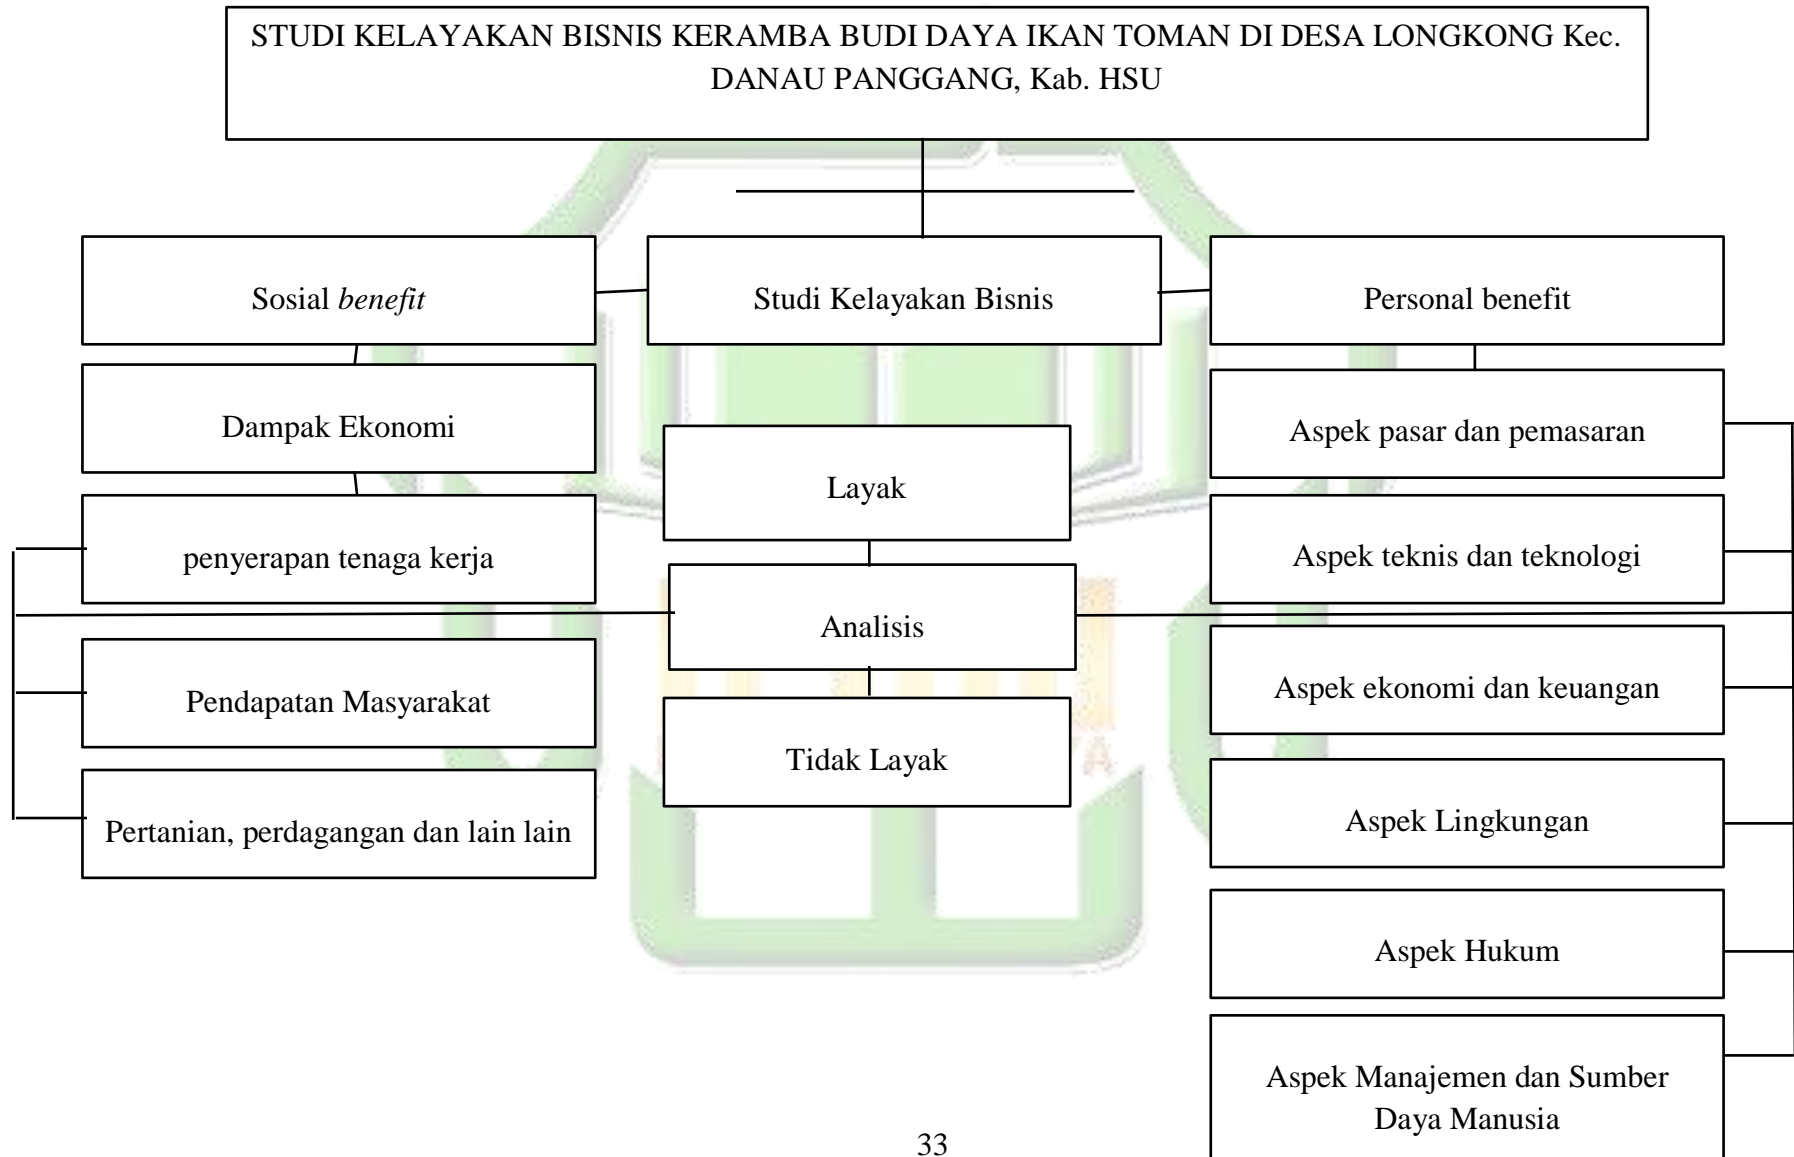 STUDI KELAYAKAN BISNIS KERAMBA BUDI DAYA IKAN TOMAN DI DESA LONGKONG Kec.
DANAU PANGGANG, Kab. HSU
Sosial benefit
Studi Kelayakan Bisnis
Personal benefit
Dampak Ekonomi
Layak
Aspek pasar dan pemasaran
penyerapan tenaga kerja
Analisis
Aspek teknis dan teknologi
Pendapatan Masyarakat
Tidak Layak
Aspek ekonomi dan keuangan
Pertanian, perdagangan dan lain lain
Aspek Lingkungan
Aspek Hukum
Aspek Manajemen dan Sumber
Daya Manusia
33